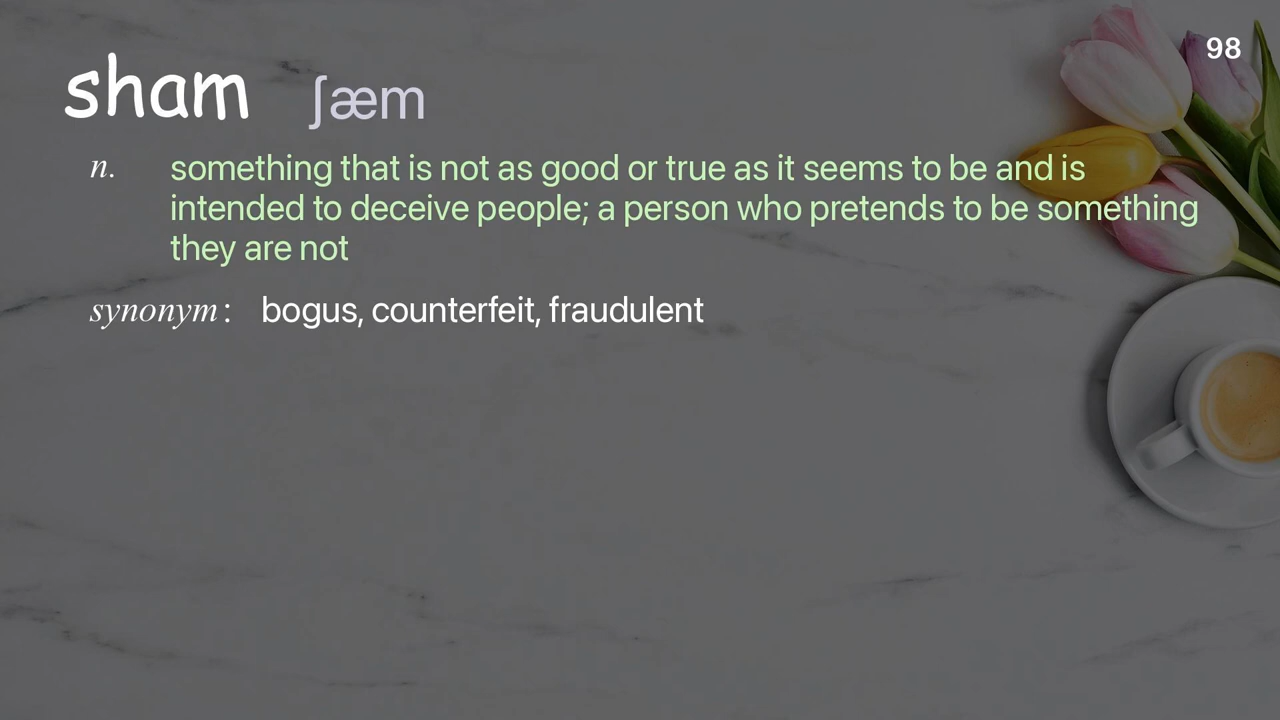 98
sham ʃæm
n. something that is not as good or true as it seems to be and is
intended to deceive people; a person who pretends to be something
they are not
synonym: bogus, counterfeit, fraudulent